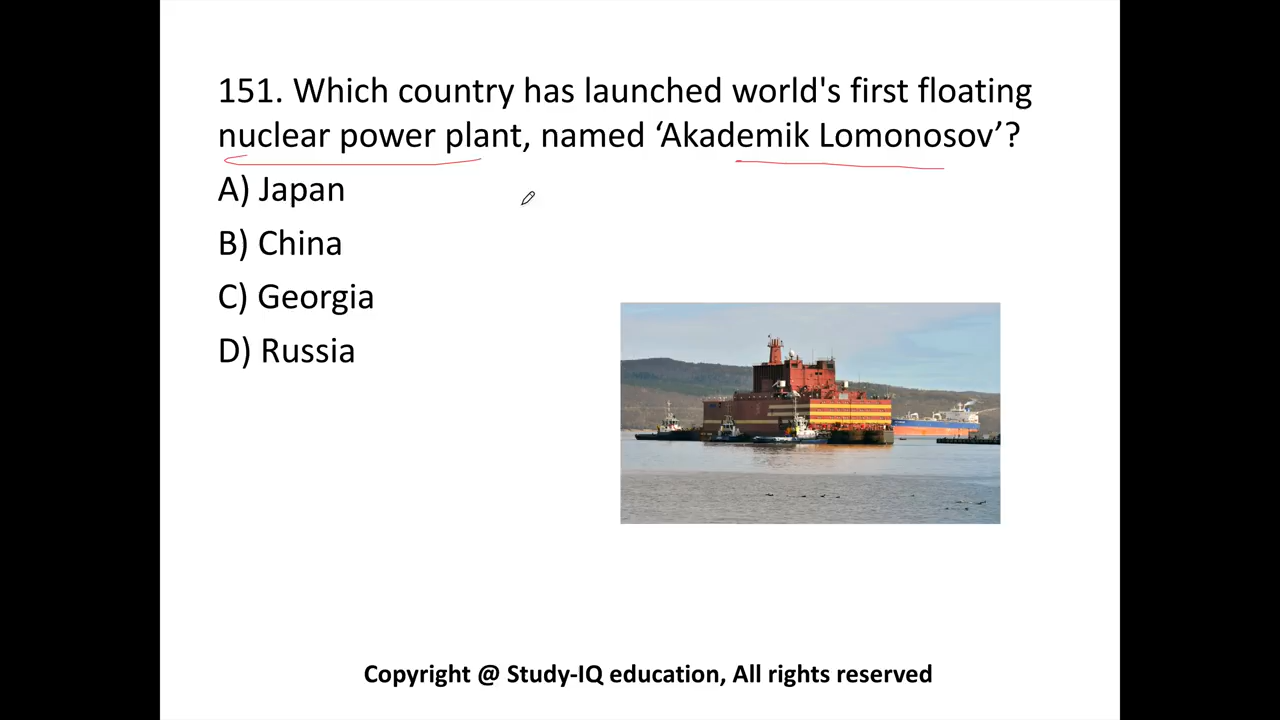 151. Which country has launched world's first floating
nuclear power plant, named ‘Akademik Lomonosov’?
A) Japan
B) China
C) Georgia
D) Russia
Copyright @ Study-IQ education, All rights reserved